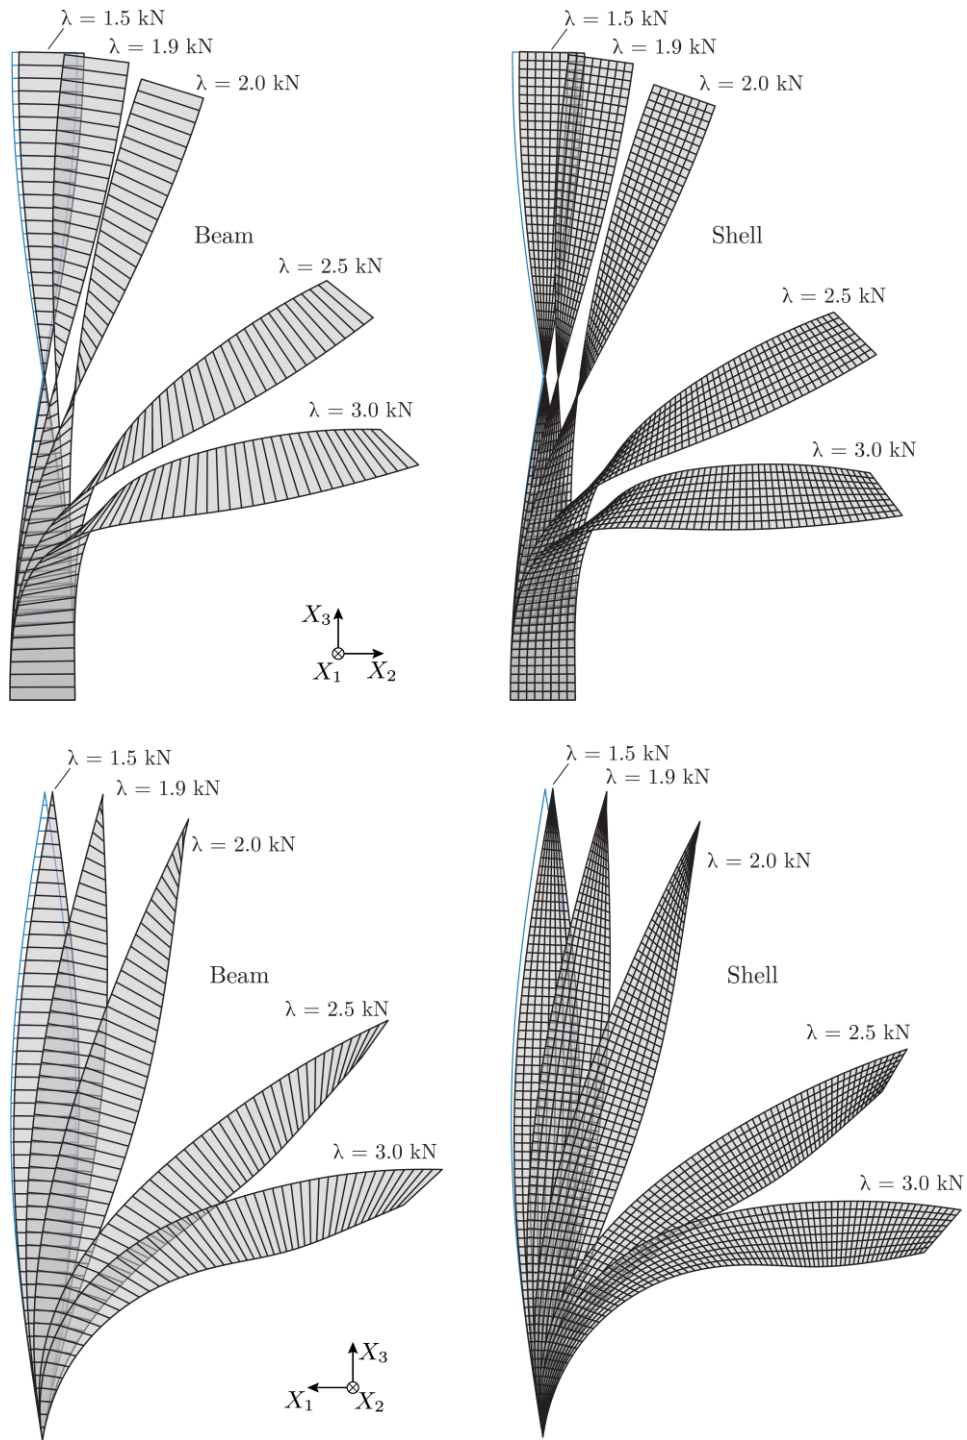 λ = 1.5 kN
λ = 1.9 kN
λ = 2.0 kN
Beam
λ = 2.5 kN
λ = 3.0 kN
X3
X1
X2
λ = 1.5 kN
λ = 1.9 kN
λ = 2.0 kN
Shell
λ = 2.5 kN
λ = 3.0 kN
λ = 1.5 kN
λ = 1.9 kN
λ = 2.0 kN
Beam
λ = 2.5 kN
λ = 3.0 kN
X3
X1
X2
λ = 1.5 kN
λ = 1.9 kN
λ = 2.0 kN
Shell
λ = 2.5 kN
λ = 3.0 kN